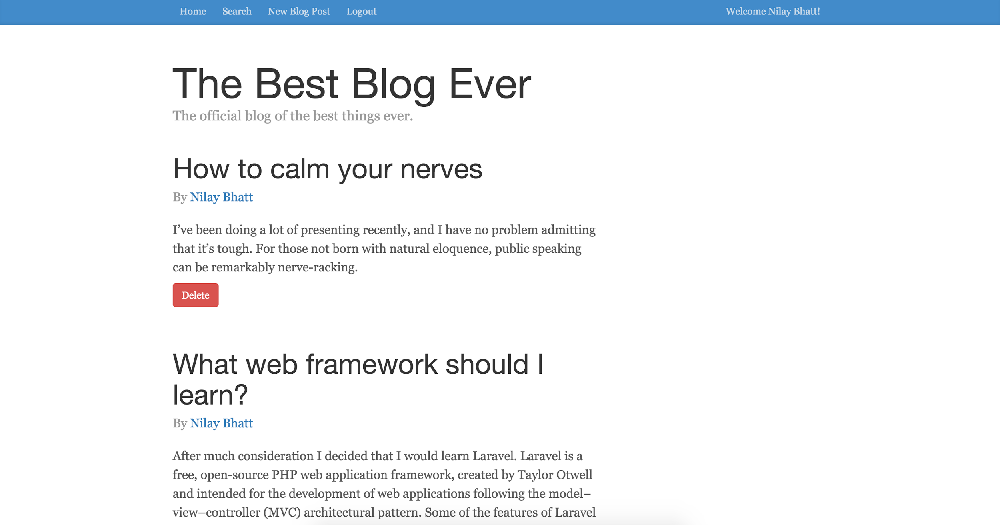 Home Search New Blog Post Logout Welcome Nilay Bhatt!
The Best Blog Ever
The official blog of the best things ever.
How to calm your nerves
By Nilay Bhatt
I’ve been doing a lot of presenting recently, and I have no problem admitting
that it’s tough. For those not born with natural eloquence, public speaking
can be remarkably nerve-racking.
Delete
What web framework should I
learn?
By Nilay Bhatt
After much consideration I decided that I would learn Laravel. Laravel is a
free, open-source PHP web application framework, created by Taylor Otwell
and intended for the development of web applications following the model–
view–controller (MVC) architectural pattern. Some of the features of Laravel